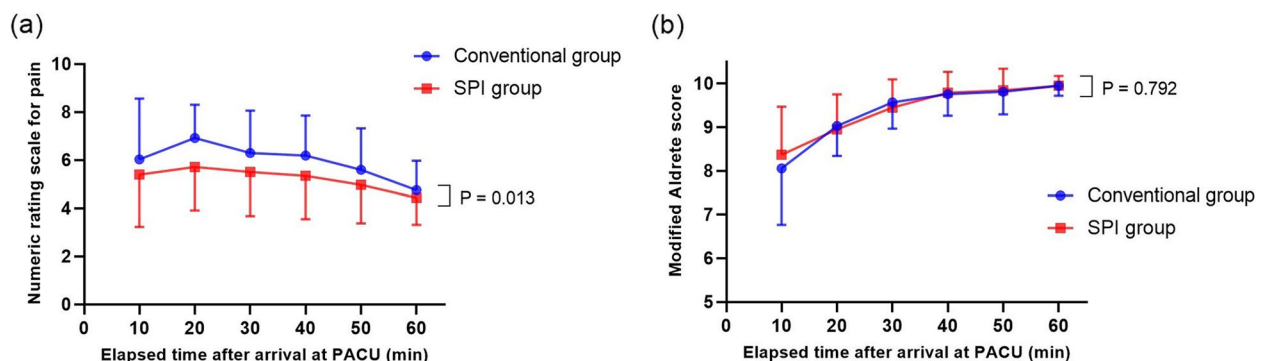 (a)
Conventional group
SPI group
Numeric rating scale for pain
10
8
6
4
2
0
P = 0.013
0 10 20 30 40 50 60
Elapsed time after arrival at PACU (min)
(b)
Modified Aldrete score
10
9
8
7
6
5
P = 0.792
Conventional group
SPI group
0 10 20 30 40 50 60
Elapsed time after arrival at PACU (min)